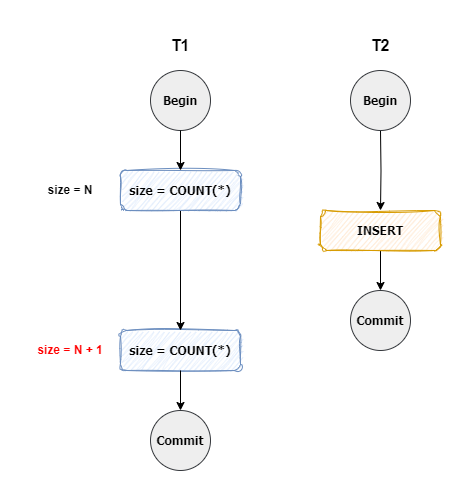 T1
T2
Begin
Begin
size = N
size = COUNT(*)
INSERT
Commit
size = N + 1
size = COUNT(*)
Commit